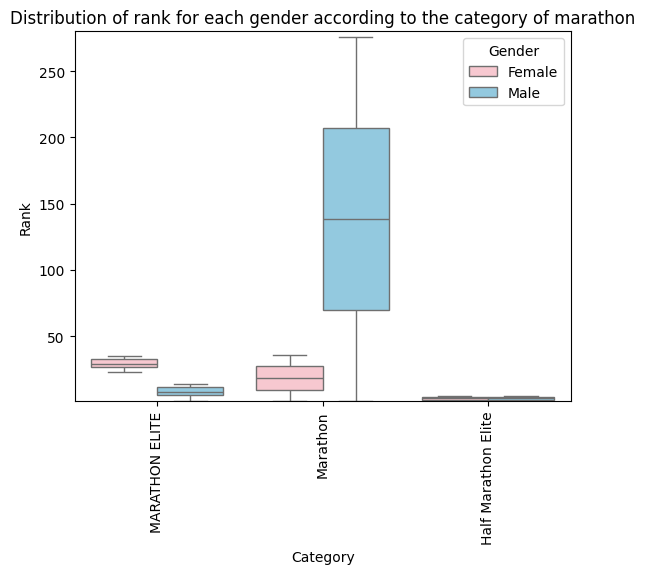 Distribution of rank for each gender according to the category of marathon
Gender
Female
Male
250
200
150
100
50
Rank
MARATHON ELITE
Marathon
Half Marathon Elite
Category